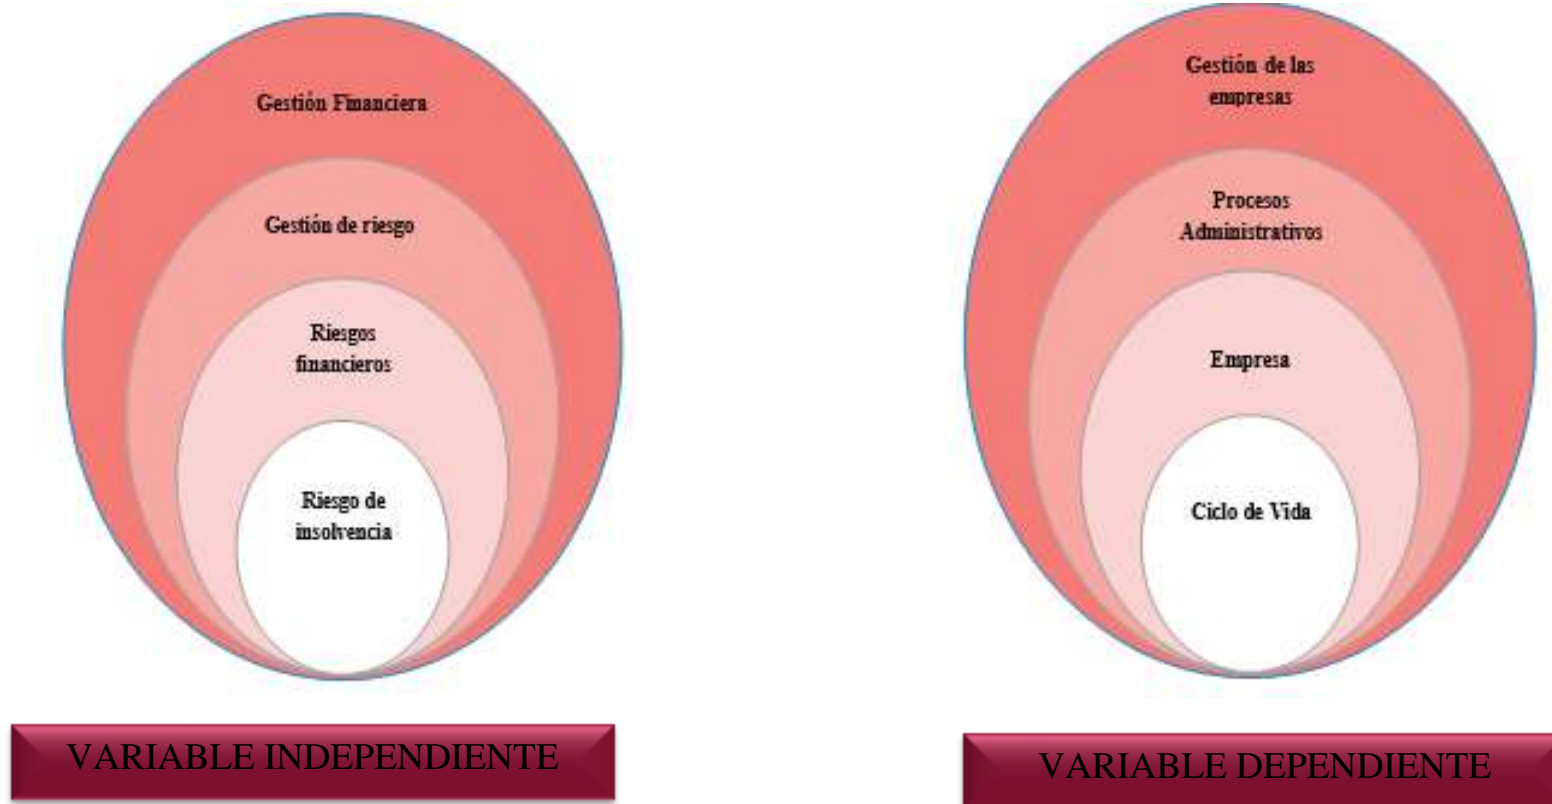 Gestión Financiera
Gestión de riesgo
Riesgos
financieros
Riesgo de
insolvencia
VARIABLE INDEPENDIENTE
Gestión de las
empresas
Procesos
Administrativos
Empresa
Ciclo de Vida
VARIABLE DEPENDIENTE